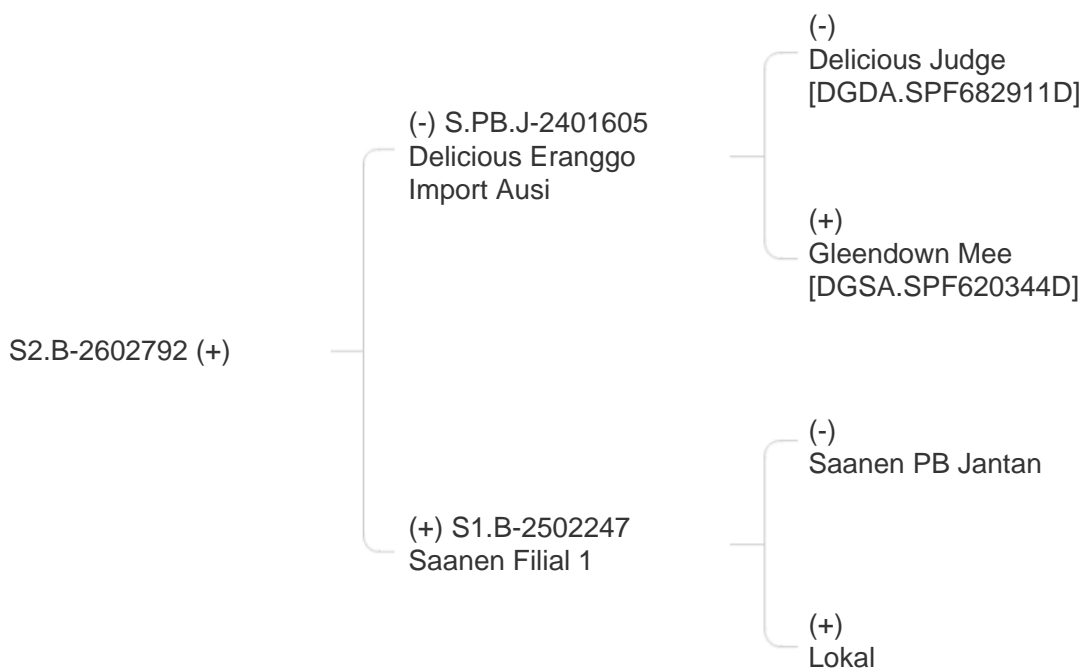 (-)
Delicious Judge
[DGDA.SPF682911D]
(-) S.PB.J-2401605
Delicious Eranggo
Import Ausi
(+)
Gleendown Mee
[DGSA.SPF620344D]
S2.B-2602792 (+)
(-)
Saanen PB Jantan
(+) S1.B-2502247
Saanen Filial 1
(+)
Lokal